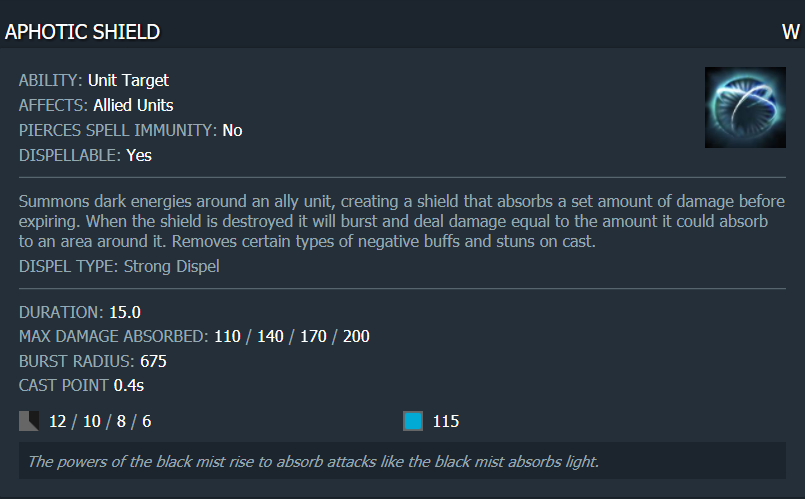 APHOTIC SHIELD W
ABILITY: Unit Target
AFFECTS: Allied Units
PIERCES SPELL IMMUNITY: No
DISPELLABLE: Yes
Summons dark energies around an ally unit, creating a shield that absorbs a set amount of damage before
expiring. When the shield is destroyed it will burst and deal damage equal to the amount it could absorb
to an area around it. Removes certain types of negative buffs and stuns on cast.
DISPEL TYPE: Strong Dispel
DURATION: 15.0
MAX DAMAGE ABSORBED: 110 / 140 / 170 / 200
BURST RADIUS: 675
CAST POINT 0.4s
12 / 10 / 8 / 6 115
The powers of the black mist rise to absorb attacks like the black mist absorbs light.